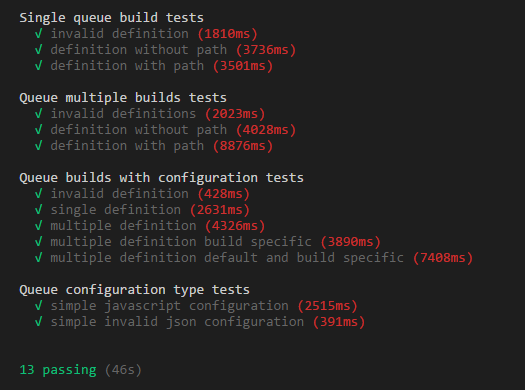 Single queue build tests
√ invalid definition (1810ms)
√ definition without path (3736ms)
√ definition with path (3501ms)
Queue multiple builds tests
√ invalid definitions (2023ms)
√ definition without path (4028ms)
√ definition with path (8876ms)
Queue builds with configuration tests
√ invalid definition (428ms)
√ single definition (2631ms)
√ multiple definition (4326ms)
√ multiple definition build specific (3890ms)
√ multiple definition default and build specific (7408ms)
Queue configuration type tests
√ simple javascript configuration (2515ms)
√ simple invalid json configuration (391ms)
13 passing (46s)